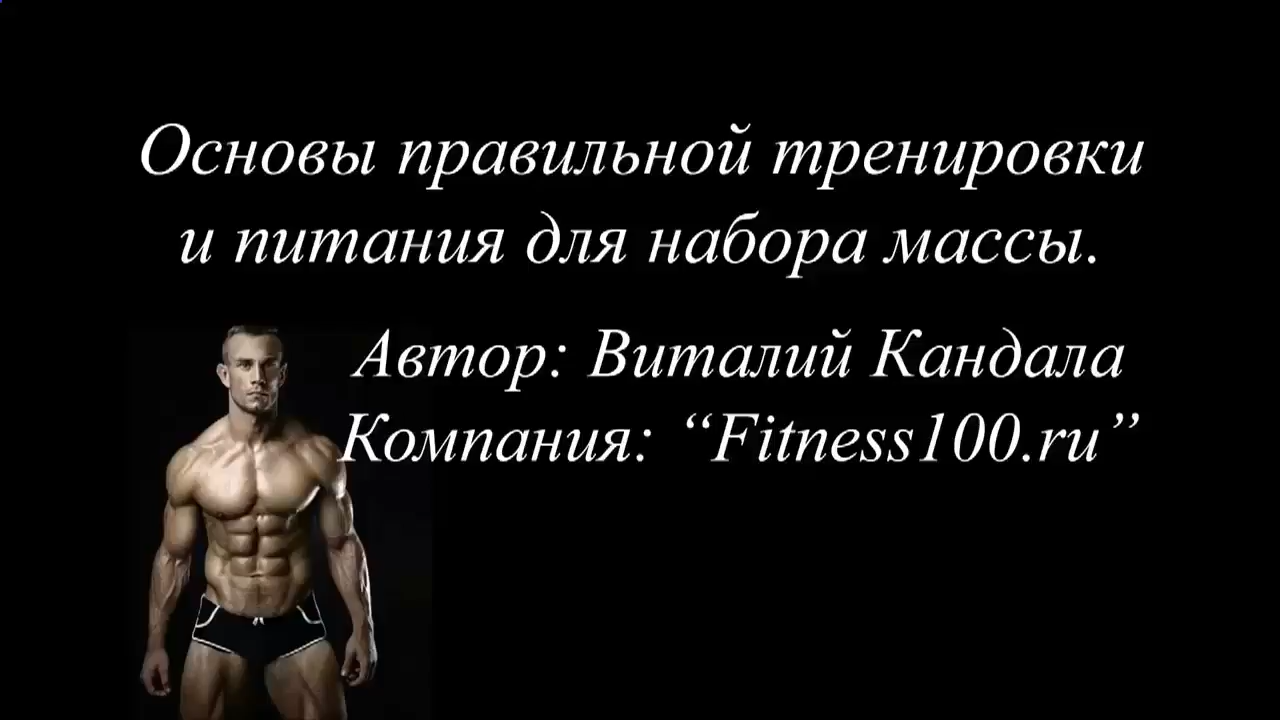 Основы правильной тренировки
и питания для набора массы.
Автор: Виталий Кандала
Компания: “Fitness100.ru”